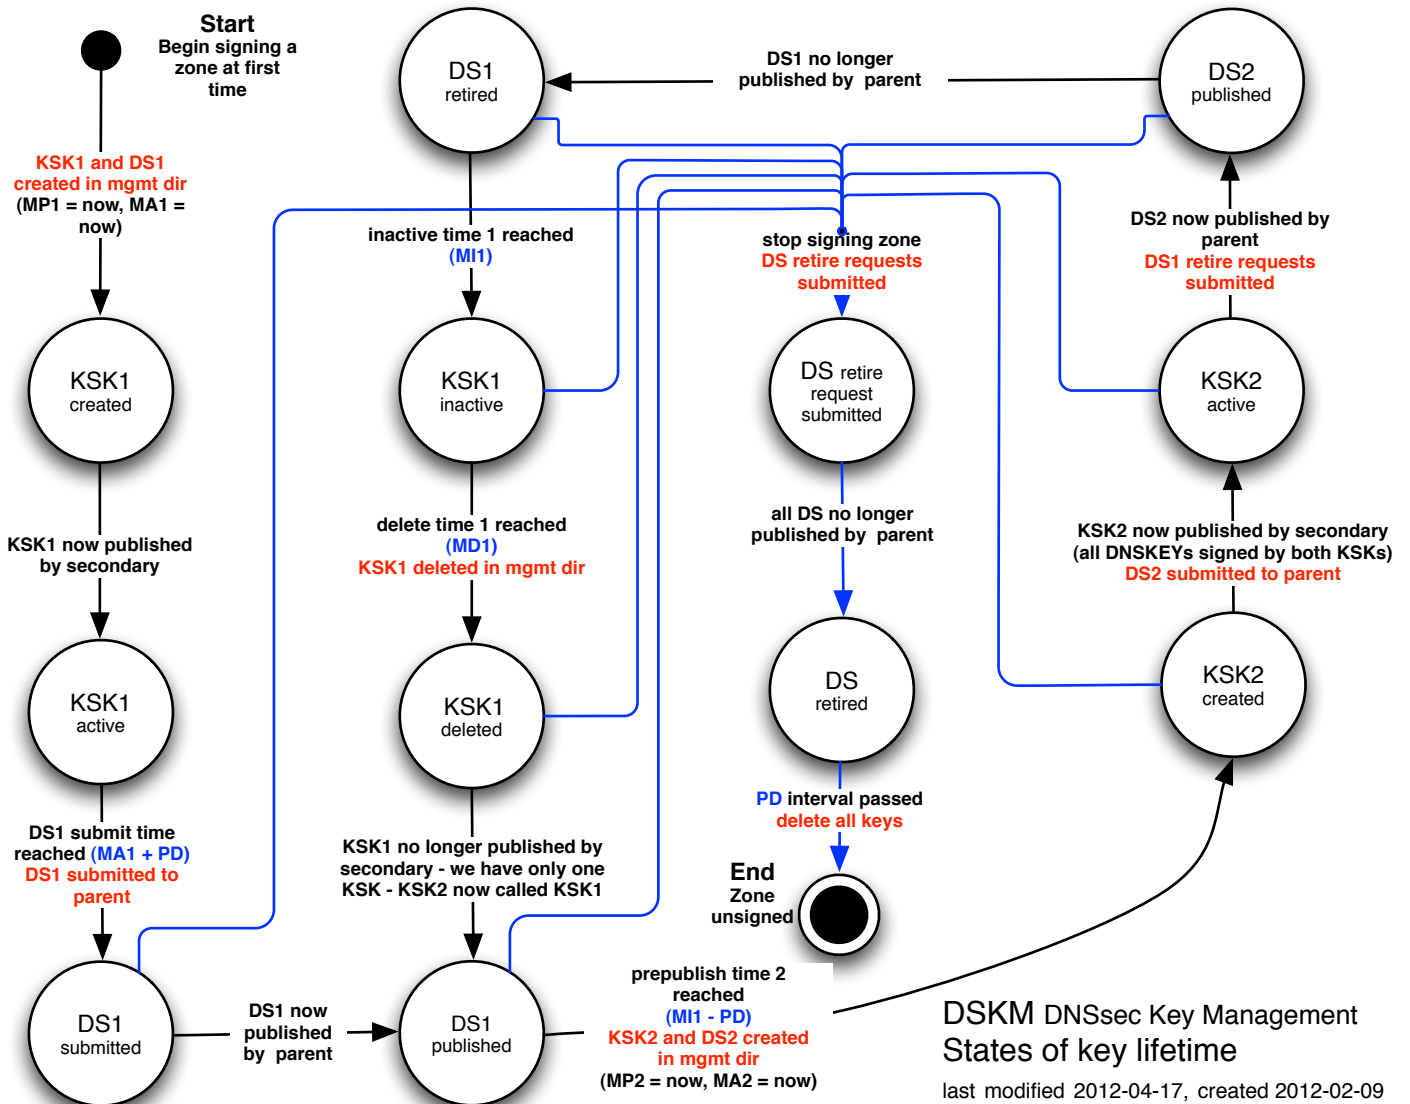 Start
Begin signing a
zone at first
time
KSK1 and DS1
created in mgmt dir
(MP1 = now, MA1 =
now)
KSK1
created
KSK1 now published
by secondary
KSK1
active
DS1 submit time
reached (MA1 + PD)
DS1 submitted to
parent
DS1
submitted
DS1 now
published
by parent
DS1
retired
inactive time 1 reached
(MI1)
KSK1
inactive
delete time 1 reached
(MD1)
KSK1 deleted in mgmt dir
KSK1
deleted
KSK1 no longer published by
secondary - we have only one
KSK - KSK2 now called KSK1
DS1
published
prepublish time 2
reached
(MI1 - PD)
KSK2 and DS2 created
in mgmt dir
(MP2 = now, MA2 = now)
DS1 no longer
published by parent
stop signing zone
DS retire requests
submitted
DS retire
request
submitted
all DS no longer
published by parent
DS
retired
PD interval passed
delete all keys
End
Zone
unsigned
DS2
published
DS2 now published by
parent
DS1 retire requests
submitted
KSK2
active
KSK2 now published by secondary
(all DNSKEYs signed by both KSKs)
DS2 submitted to parent
KSK2
created
DSKM DNSsec Key Management
States of key lifetime
last modified 2012-04-17, created 2012-02-09